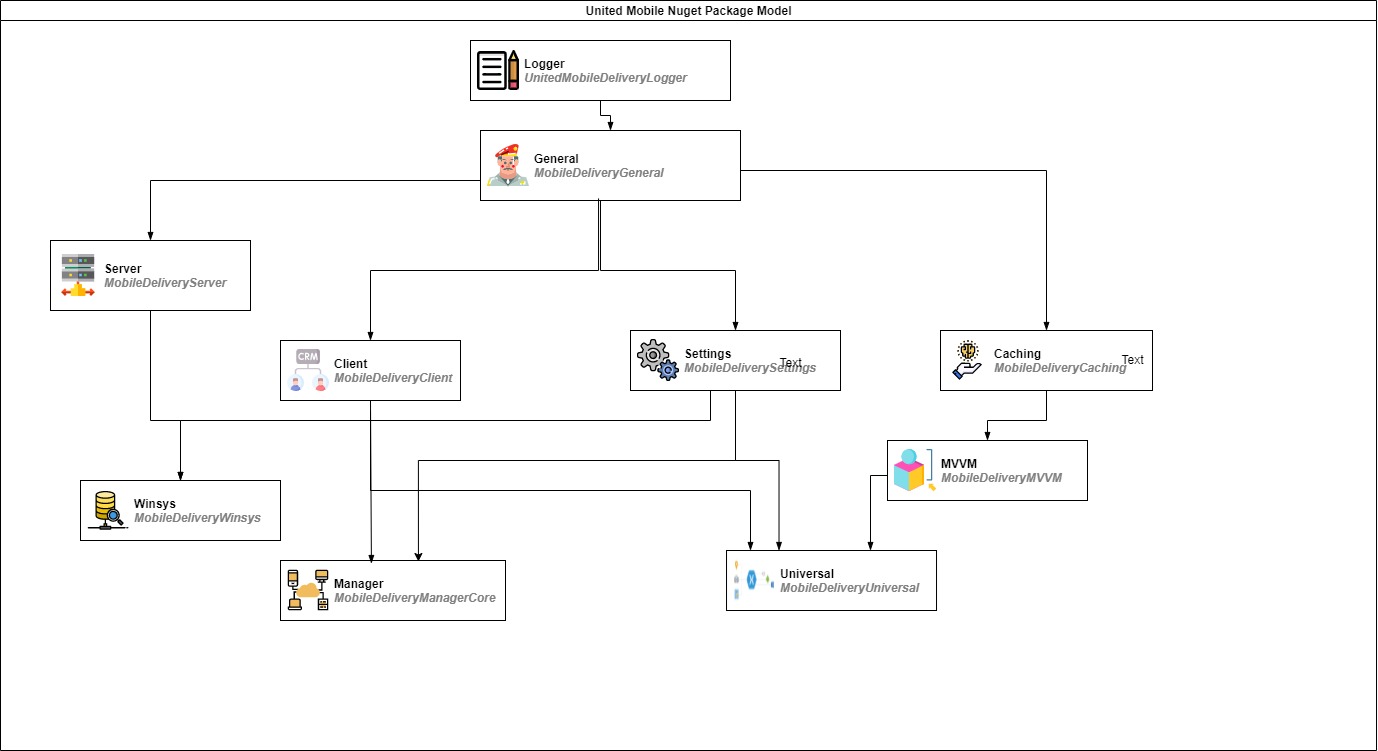 United Mobile Nuget Package Model
Logger
UnitedMobileDeliveryLogger
General
MobileDeliveryGeneral
Server
MobileDeliveryServer
CRM
Client
MobileDeliveryClient
Settings
Text
MobileDeliverySettings
Caching
Text
MobileDeliveryCaching
MVVM
MobileDeliveryMVVM
Winsys
MobileDeliveryWinsys
Manager
MobileDeliveryManagerCore
Universal
MobileDeliveryUniversal